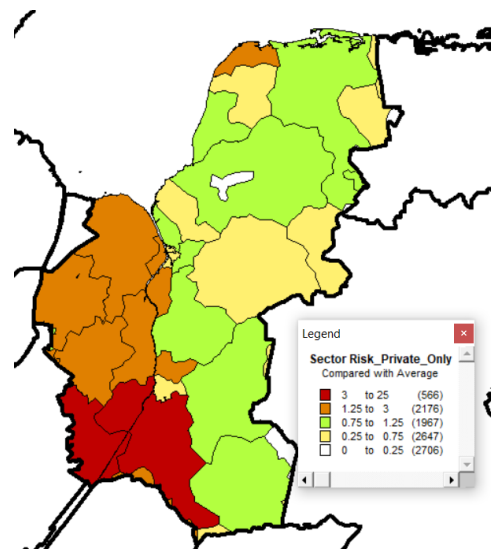 Legend
Sector Risk_Private_Only
Compared with Average
3 to 25 (566)
1.25 to 3 (2176)
0.75 to 1.25 (1967)
0.25 to 0.75 (2647)
0 to 0.25 (2706)